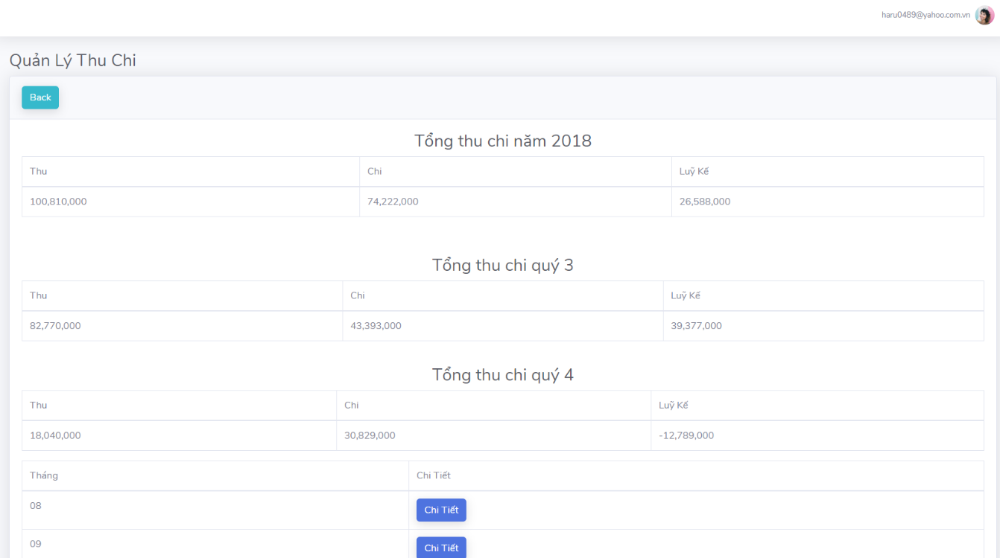 haru0489@yahoo.com.vn
Quản Lý Thu Chi
Back
Tổng thu chi năm 2018
Thu Chi Luỹ Kế
100,810,000 74,222,000 26,588,000
Tổng thu chi quý 3
Thu Chi Luỹ Kế
82,770,000 43,393,000 39,377,000
Tổng thu chi quý 4
Thu Chi Luỹ Kế
18,040,000 30,829,000 -12,789,000
Tháng Chi Tiết
08 Chi Tiết
09 Chi Tiết